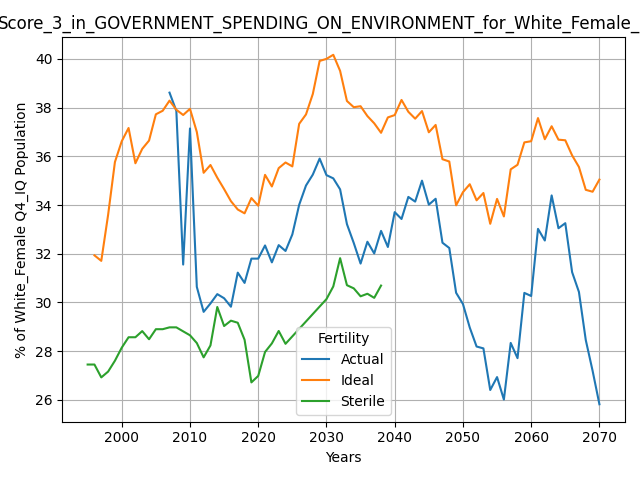 Score_3_in_GOVERNMENT_SPENDING_ON_ENVIRONMENT_for_White_Female_
% of White_Female Q4_IQ Population
40
38
36
34
32
30
28
26
Fertility
Actual
Ideal
Sterile
2000 2010 2020 2030 2040 2050 2060 2070
Years